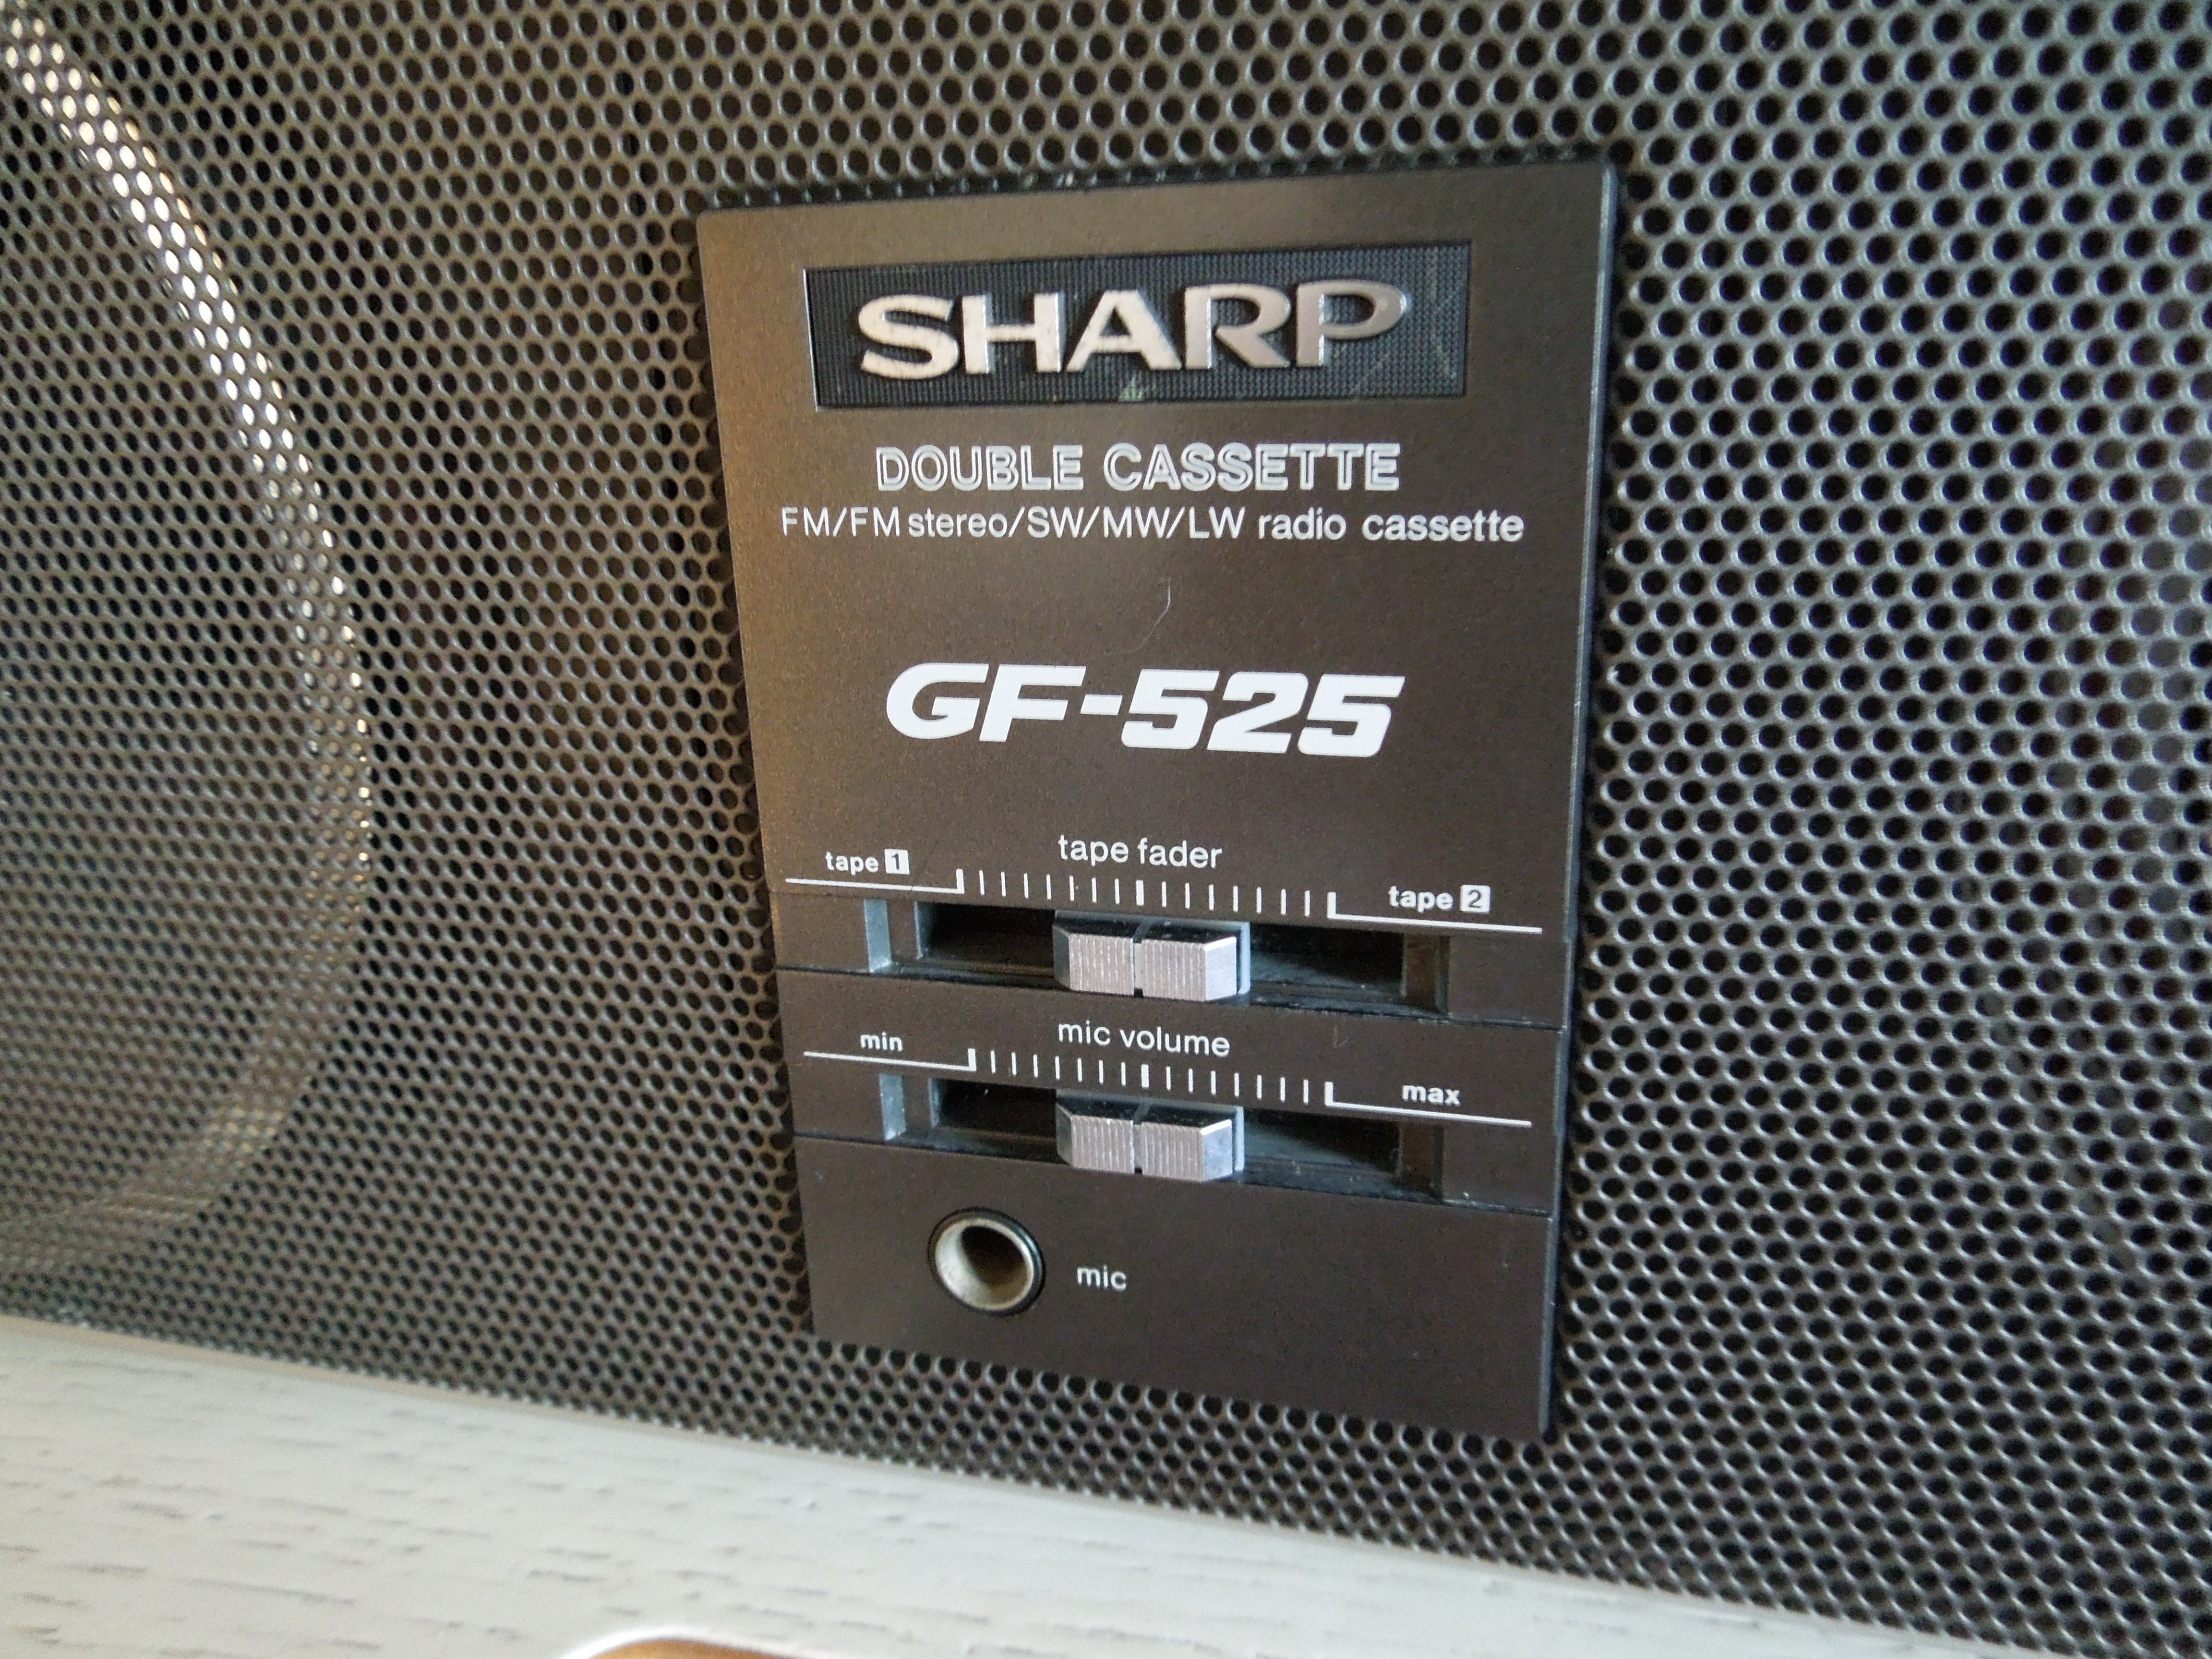 SHARP
DOUBLE CASSETTE
FM/FM stereo/SW/MW/LW radio cassette
GF-525
tape fader
tape 1
tape 2
mic volume
min
max
mic